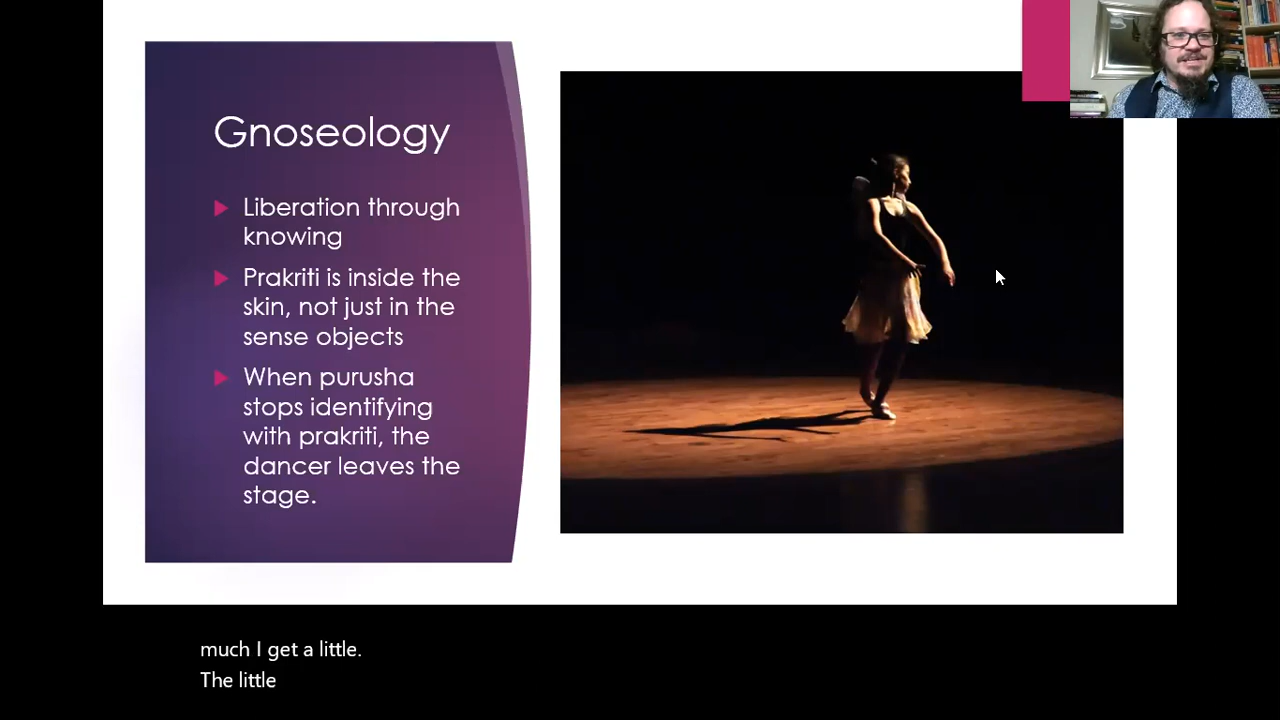 Gnoseology
Liberation through
knowing
Prakriti is inside the
skin, not just in the
sense objects
When purusha
stops identifying
with prakriti, the
dancer leaves the
stage.
much I get a little.
The little